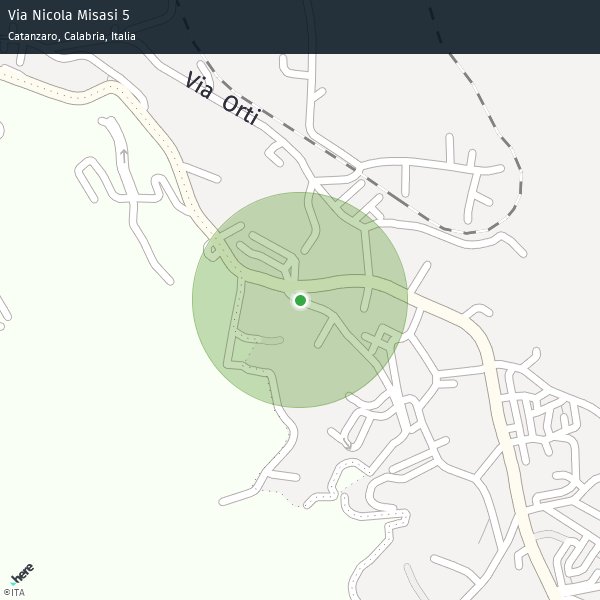 Via Nicola Misasi 5
Catanzaro, Calabria, Italia
Via Orti
here
©ITA